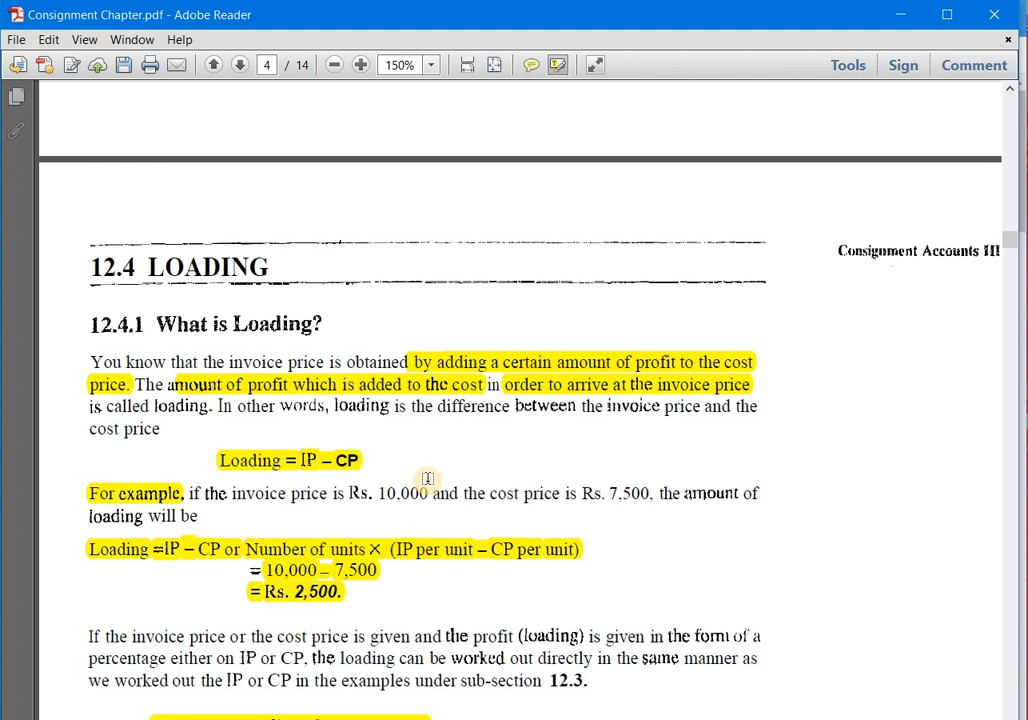 Consignment Chapter.pdf - Adobe Reader
File Edit View Window Help
4 / 14 150% Tools Sign Comment
Consignment Accounts III
12.4 LOADING
12.4.1 What is Loading?
You know that the invoice price is obtained by adding a certain amount of profit to the cost
price. The amount of profit which is added to the cost in order to arrive at the invoice price
is called loading. In other words, loading is the difference between the invoice price and the
cost price
Loading = IP – CP
For example, if the invoice price is Rs. 10,000 and the cost price is Rs. 7,500, the amount of
loading will be
Loading =IP – CP or Number of units × (IP per unit – CP per unit)
= 10,000 – 7,500
= Rs. 2,500.
If the invoice price or the cost price is given and the profit (loading) is given in the form of a
percentage either on IP or CP, the loading can be worked out directly in the same manner as
we worked out the IP or CP in the examples under sub-section 12.3.